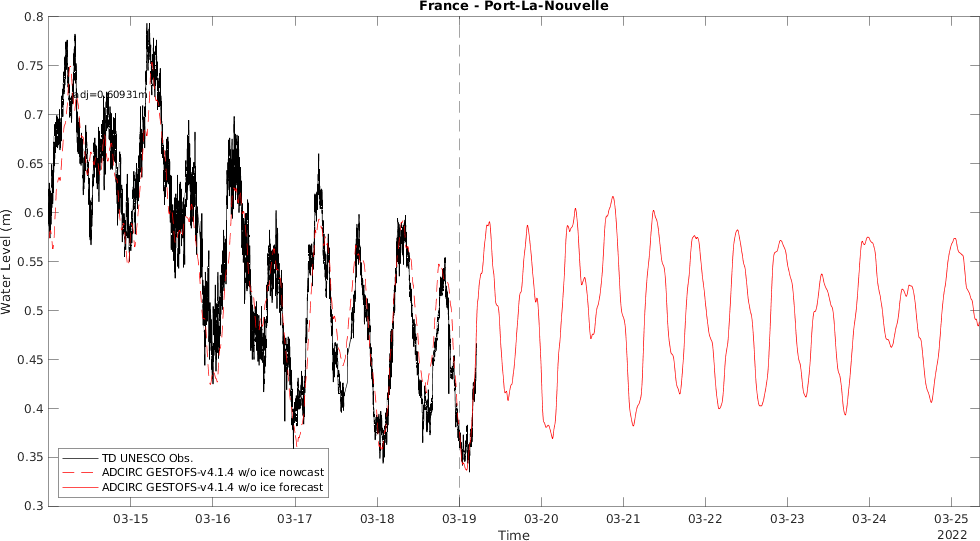 France - Port-La-Nouvelle
0.8
0.75
adj=0.60931m
0.7
0.65
0.6
0.55
0.5
0.45
0.4
0.35
0.3
Water Level (m)
TD UNESCO Obs.
ADCIRC GESTOFS-v4.1.4 w/o ice nowcast
ADCIRC GESTOFS-v4.1.4 w/o ice forecast
03-15 03-16 03-17 03-18 03-19 03-20 03-21 03-22 03-23 03-24 03-25
Time 2022